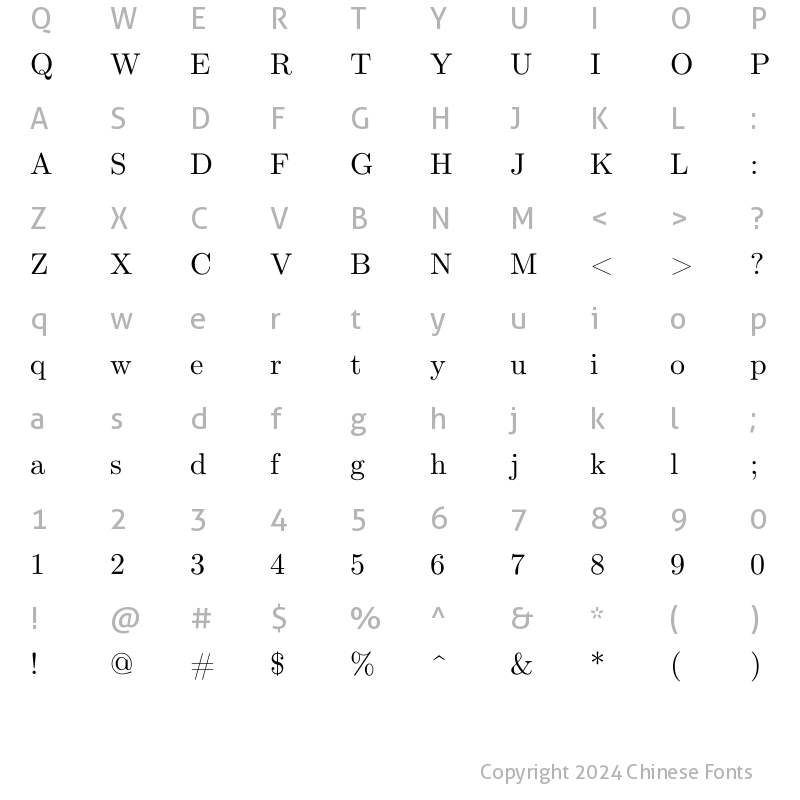 Q W E R T Y U I O P
Q W E R T Y U I O P
A S D F G H J K L :
A S D F G H J K L :
Z X C V B N M < > ?
Z X C V B N M < > ?
q w e r t y u i o p
q w e r t y u i o p
a s d f g h j k l ;
a s d f g h j k l ;
1 2 3 4 5 6 7 8 9 0
1 2 3 4 5 6 7 8 9 0
! @ # $ % ^ & * ( )
! @ # $ % ^ & * ( )
Copyright 2024 Chinese Fonts